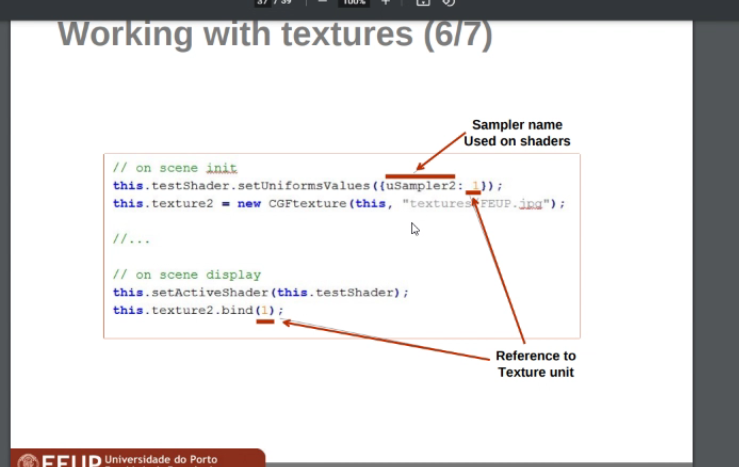 37 / 39
100%
Working with textures (6/7)
Sampler name
Used on shaders
// on scene init
this.testShader.setUniformsValues({uSampler2: 1});
this.texture2 = new CGFtexture(this, "textures/FEUP.jpg");
//...
// on scene display
this.setActiveShader(this.testShader);
this.texture2.bind(1);
Reference to
Texture unit
FEUP Universidade do Porto